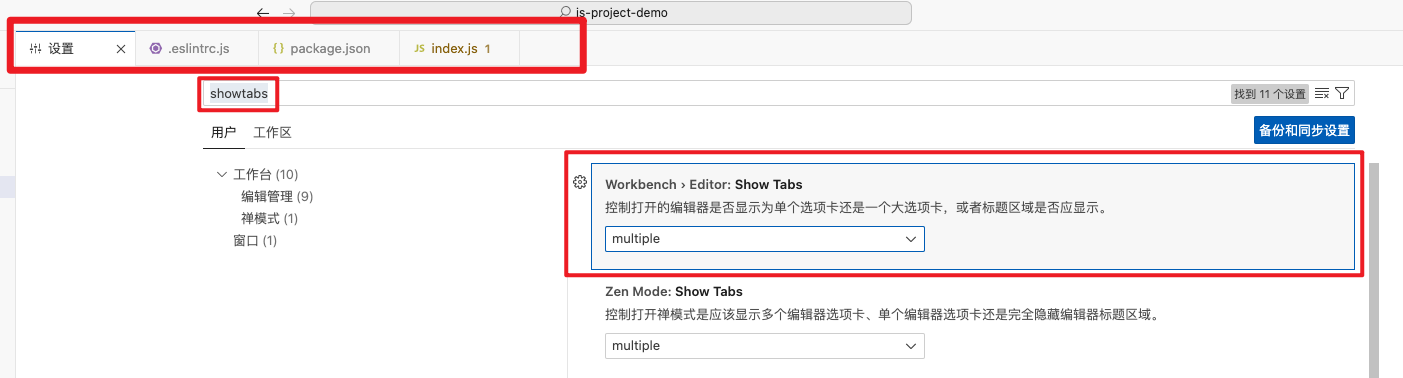 js-project-demo
设置 .eslintrc.js { } package.json JS index.js 1
showtabs 找到 11 个设置
用户 工作区 备份和同步设置
工作台 (10)
编辑管理 (9)
禅模式 (1)
窗口 (1)
Workbench › Editor: Show Tabs
控制打开的编辑器是否显示为单个选项卡还是一个大选项卡，或者标题区域是否应显示。
multiple
Zen Mode: Show Tabs
控制打开禅模式是应该显示多个编辑器选项卡、单个编辑器选项卡还是完全隐藏编辑器标题区域。
multiple